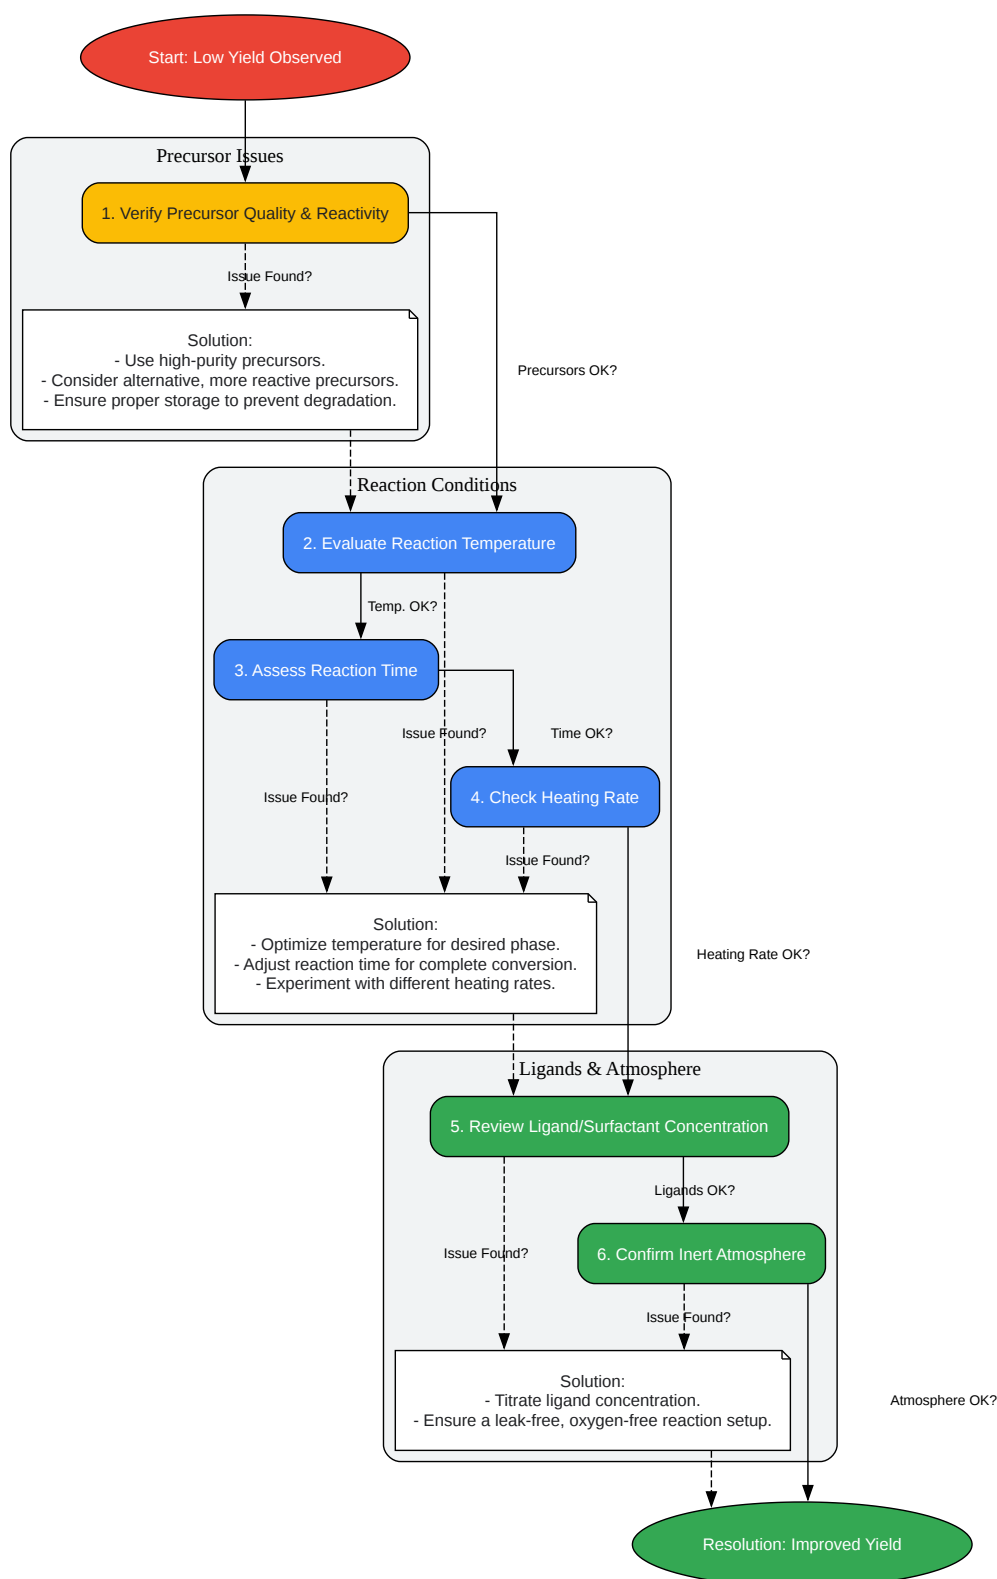 Start: Low Yield Observed
Precursor Issues
1. Verify Precursor Quality & Reactivity
Issue Found?
Solution:
- Use high-purity precursors.
- Consider alternative, more reactive precursors.
- Ensure proper storage to prevent degradation.
Precursors OK?
Reaction Conditions
2. Evaluate Reaction Temperature
Temp. OK?
3. Assess Reaction Time
Issue Found?
Time OK?
Issue Found?
4. Check Heating Rate
Issue Found?
Solution:
- Optimize temperature for desired phase.
- Adjust reaction time for complete conversion.
- Experiment with different heating rates.
Heating Rate OK?
Ligands & Atmosphere
5. Review Ligand/Surfactant Concentration
Ligands OK?
Issue Found?
6. Confirm Inert Atmosphere
Issue Found?
Solution:
- Titrate ligand concentration.
- Ensure a leak-free, oxygen-free reaction setup.
Atmosphere OK?
Resolution: Improved Yield